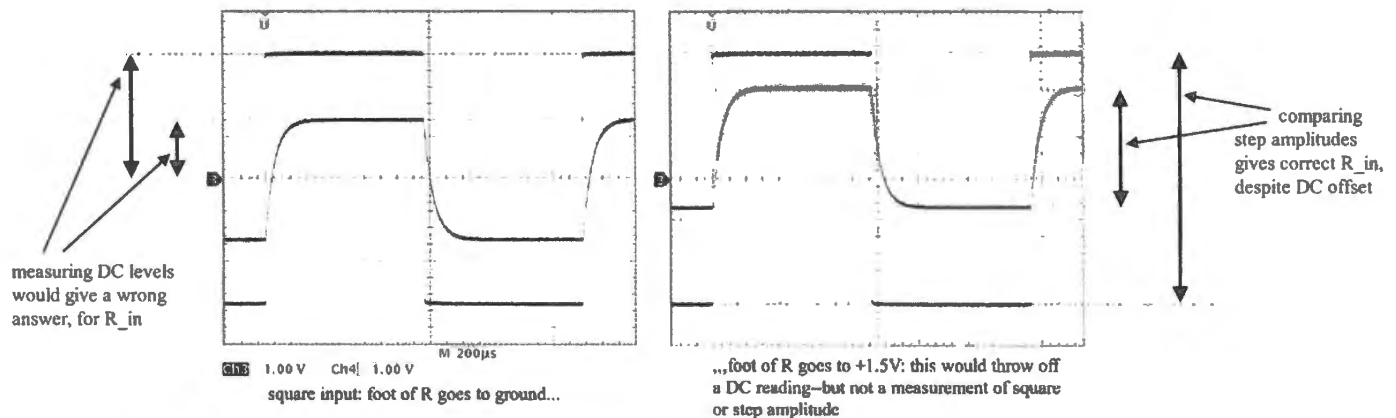 measuring DC levels
would give a wrong
answer, for R_in
M 200µs
Ch3 1.00 V Ch4 1.00 V
square input: foot of R goes to ground...
comparing
step amplitudes
gives correct R_in,
despite DC offset
,,,foot of R goes to +1.5V: this would throw off
a DC reading–but not a measurement of square
or step amplitude